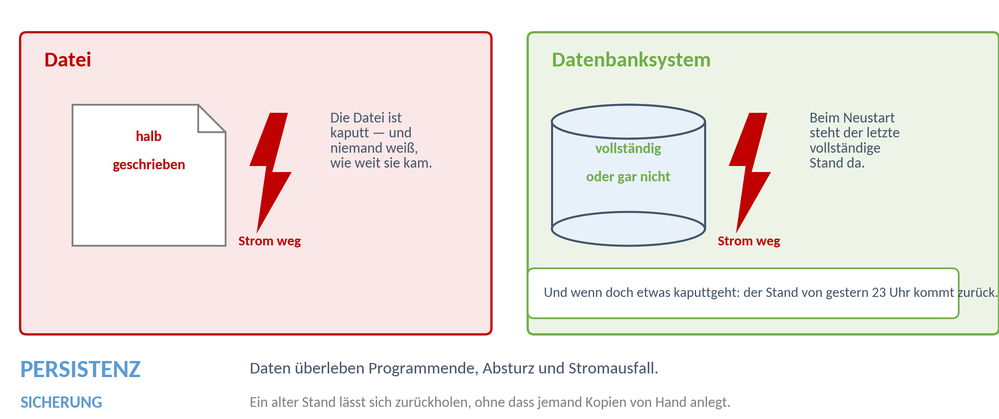 Datei
halb
geschrieben
Strom weg
Die Datei ist
kaputt — und
niemand weiß,
wie weit sie kam.
Datenbanksystem
vollständig
oder gar nicht
Strom weg
Beim Neustart
steht der letzte
vollständige
Stand da.
Und wenn doch etwas kaputtgeht: der Stand von gestern 23 Uhr kommt zurück.
PERSISTENZ
Daten überleben Programmende, Absturz und Stromausfall.
SICHERUNG
Ein alter Stand lässt sich zurückholen, ohne dass jemand Kopien von Hand anlegt.